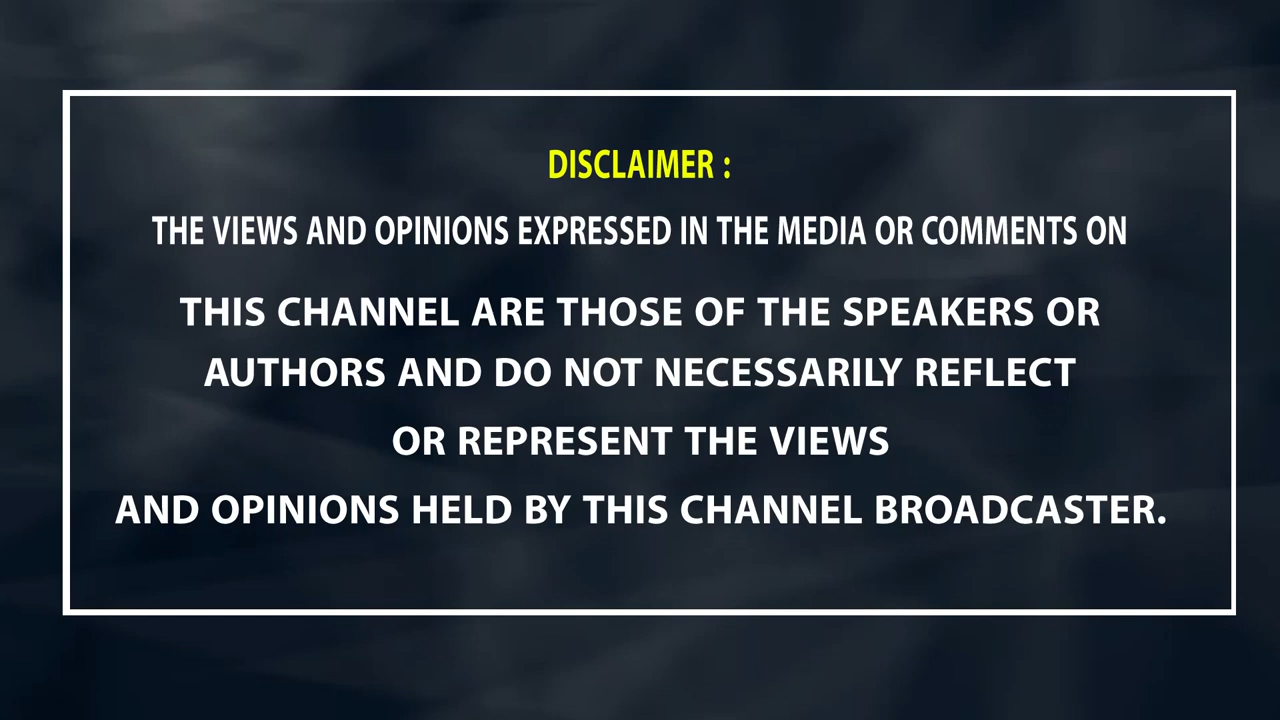 DISCLAIMER :
THE VIEWS AND OPINIONS EXPRESSED IN THE MEDIA OR COMMENTS ON
THIS CHANNEL ARE THOSE OF THE SPEAKERS OR
AUTHORS AND DO NOT NECESSARILY REFLECT
OR REPRESENT THE VIEWS
AND OPINIONS HELD BY THIS CHANNEL BROADCASTER.